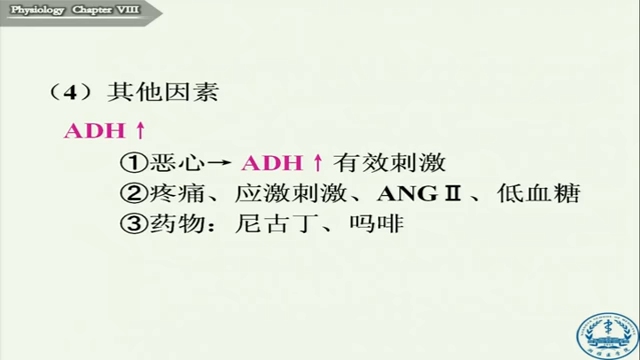 Physiology Chapter VIII
（4）其他因素
ADH↑
①恶心→ ADH↑有效刺激
②疼痛、应激刺激、ANGⅡ、低血糖
③药物：尼古丁、吗啡